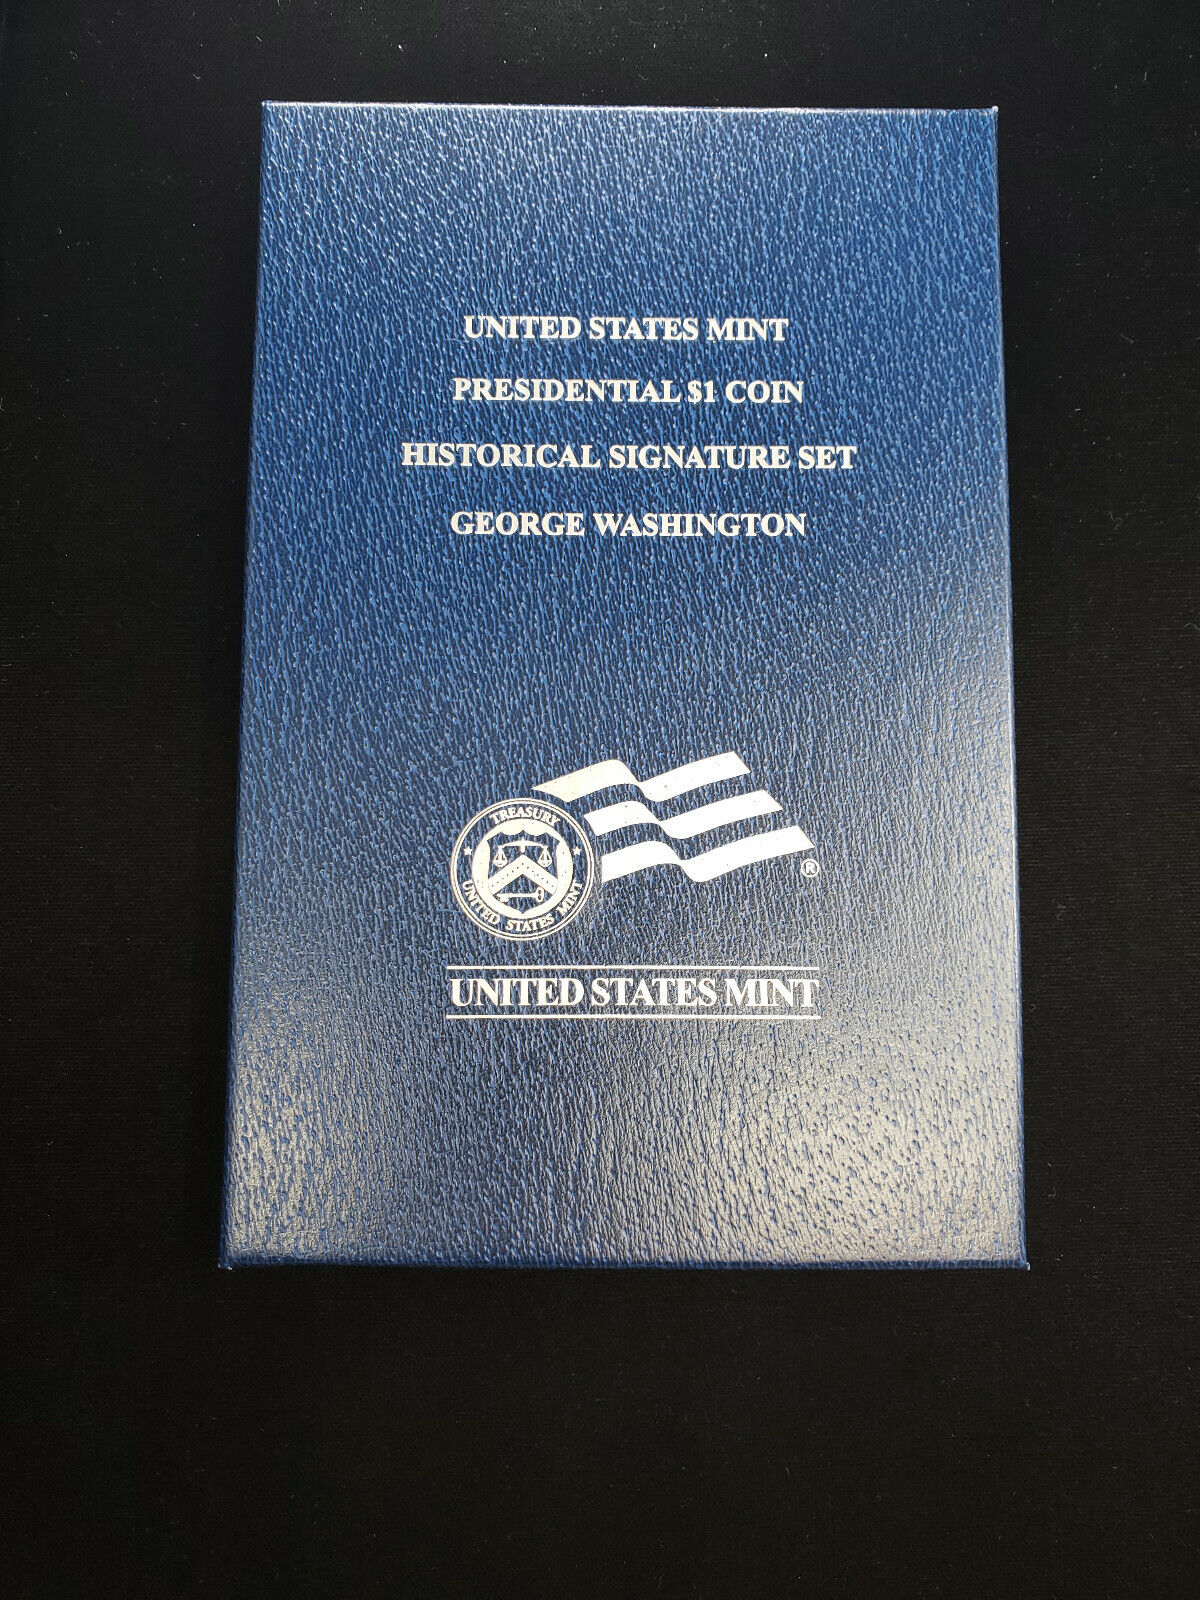 UNITED STATES MINT
PRESIDENTIAL $1 COIN
HISTORICAL SIGNATURE SET
GEORGE WASHINGTON
TREASURY
UNITED STATES MINT
®
UNITED STATES MINT